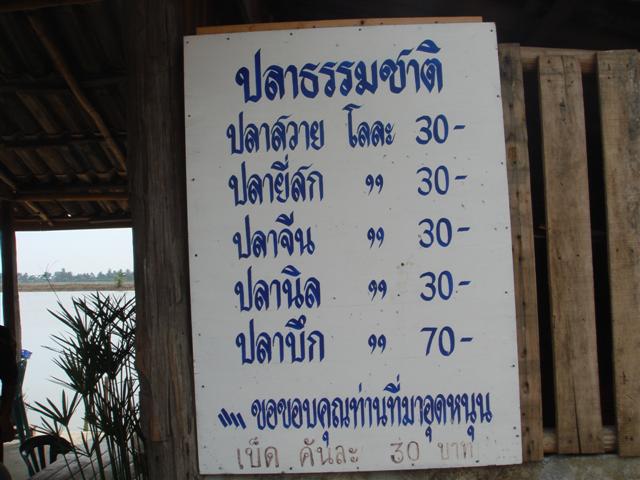 ปลาธรรมชาติ
ปลาสวาย โลละ 30-
ปลายี่สก " 30-
ปลาจีน " 30-
ปลานิล " 30-
ปลาบึก " 70-
ขอขอบคุณท่านที่มาอุดหนุน
เบ็ด คันละ 30 บาท